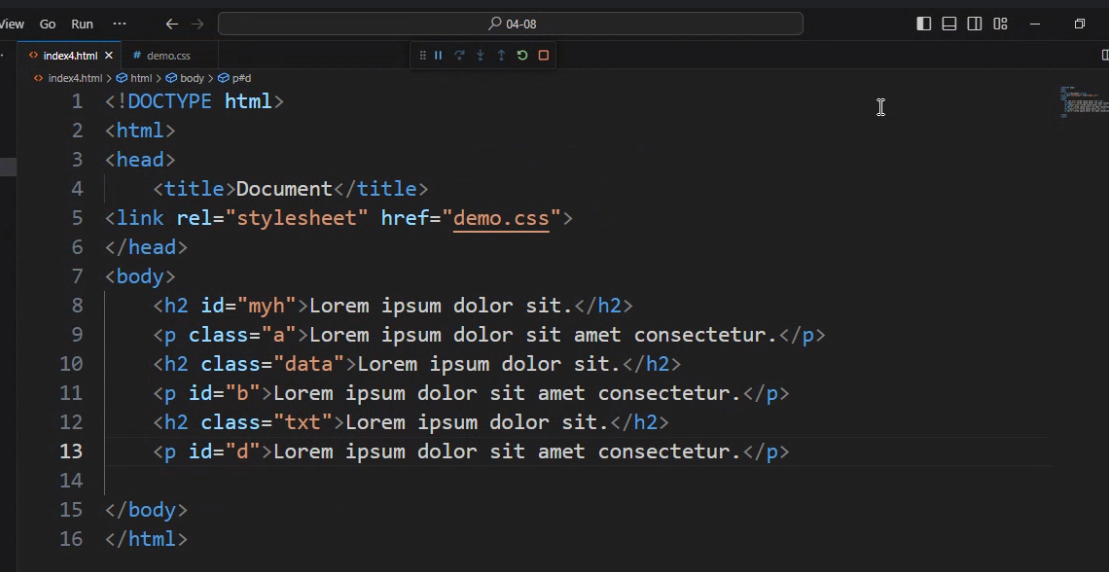 View Go Run ... 04-08
index4.html demo.css
index4.html > html > body > p#d
1 <!DOCTYPE html>
2 <html>
3 <head>
4     <title>Document</title>
5 <link rel="stylesheet" href="demo.css">
6 </head>
7 <body>
8     <h2 id="myh">Lorem ipsum dolor sit.</h2>
9     <p class="a">Lorem ipsum dolor sit amet consectetur.</p>
10     <h2 class="data">Lorem ipsum dolor sit.</h2>
11     <p id="b">Lorem ipsum dolor sit amet consectetur.</p>
12     <h2 class="txt">Lorem ipsum dolor sit.</h2>
13     <p id="d">Lorem ipsum dolor sit amet consectetur.</p>
14
15 </body>
16 </html>